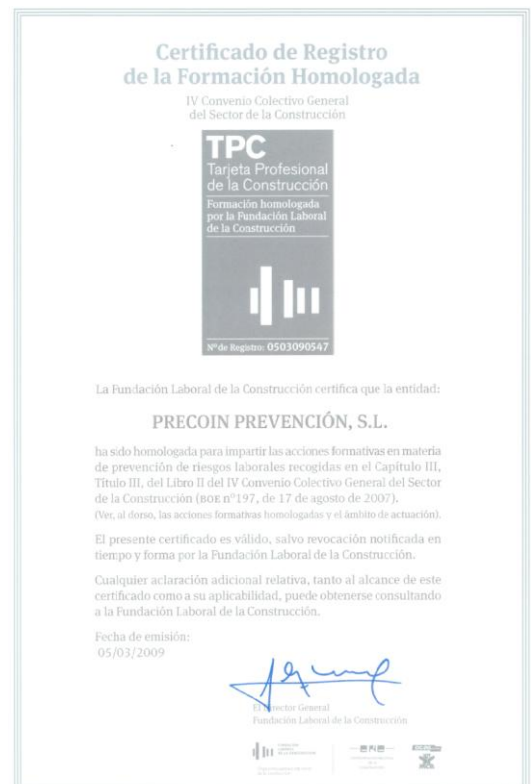 Certificado de Registro
de la Formación Homologada
IV Convenio Colectivo General
del Sector de la Construcción
TPC
Tarjeta Profesional
de la Construcción
Formación homologada
por la Fundación Laboral
de la Construcción
Nº de Registro: 0503090547
La Fundación Laboral de la Construcción certifica que la entidad:
PRECOIN PREVENCIÓN, S.L.
ha sido homologada para impartir las acciones formativas en materia
de prevención de riesgos laborales recogidas en el Capítulo III,
Título III, del Libro II del IV Convenio Colectivo General del Sector
de la Construcción (BOE nº197, de 17 de agosto de 2007).
(Ver, al dorso, las acciones formativas homologadas y el ámbito de actuación).
El presente certificado es válido, salvo revocación notificada en
tiempo y forma por la Fundación Laboral de la Construcción.
Cualquier aclaración adicional relativa, tanto al alcance de este
certificado como a su aplicabilidad, puede obtenerse consultando
a la Fundación Laboral de la Construcción.
Fecha de emisión:
05/03/2009
El Director General
Fundación Laboral de la Construcción
FUNDACIÓN
LABORAL
DE LA CONSTRUCCIÓN